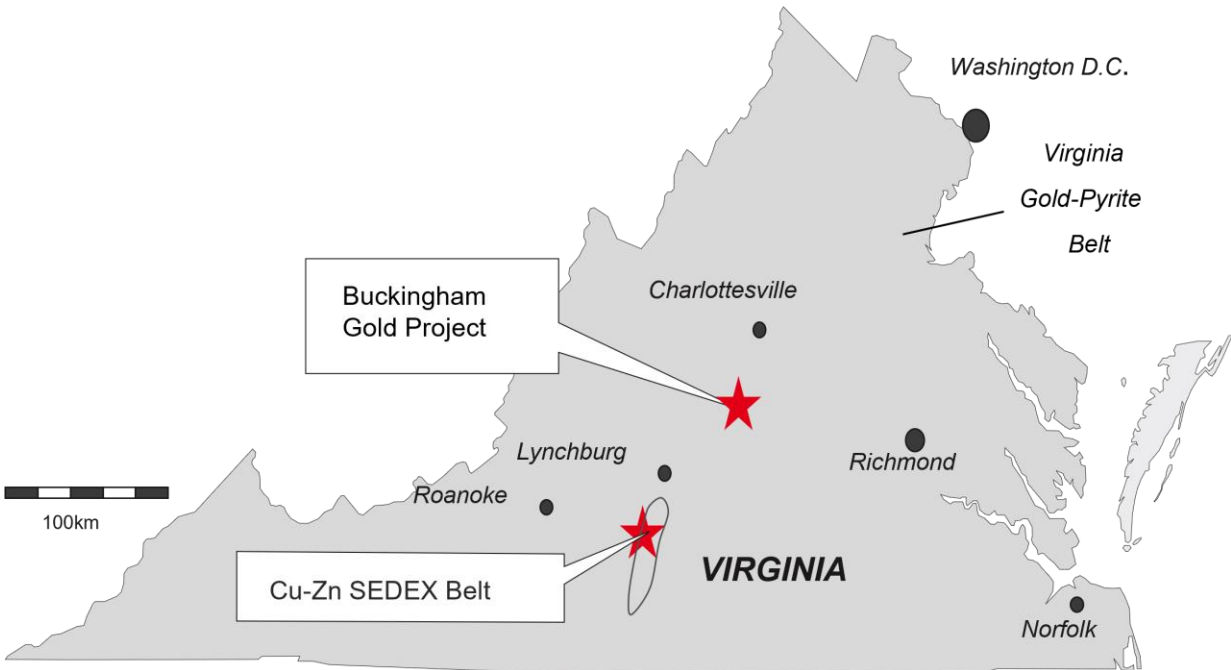 Washington D.C.
Virginia
Gold-Pyrite
Belt
Buckingham
Gold Project
Charlottesville
Lynchburg
Richmond
Roanoke
100km
VIRGINIA
Cu-Zn SEDEX Belt
Norfolk